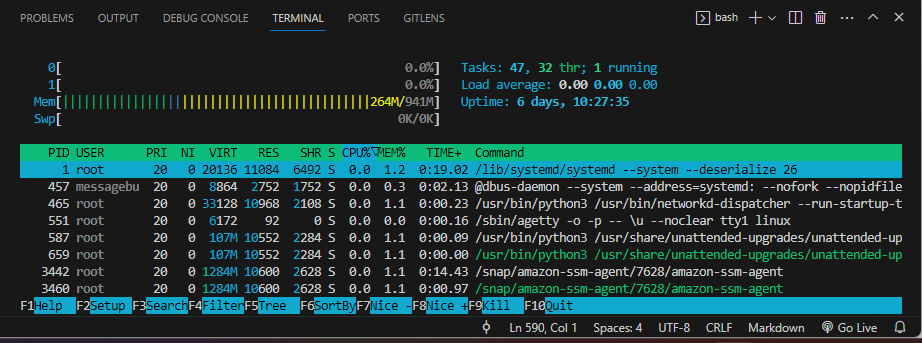 PROBLEMS OUTPUT DEBUG CONSOLE TERMINAL PORTS GITLENS bash
0[ 0.0%] Tasks: 47, 32 thr; 1 running
1[ 0.0%] Load average: 0.00 0.00 0.00
Mem[||||||||||||||||||||||||||||||||||||||||||||264M/941M] Uptime: 6 days, 10:27:35
Swp[ 0K/0K]
PID USER PRI NI VIRT RES SHR S CPU%▽MEM% TIME+ Command
1 root 20 0 20136 11084 6492 S 0.0 1.2 0:19.02 /lib/systemd/systemd --system --deserialize 26
457 messagebu 20 0 8864 2752 1752 S 0.0 0.3 0:02.13 @dbus-daemon --system --address=systemd: --nofork --nopidfile
465 root 20 0 33128 10968 2108 S 0.0 1.1 0:00.23 /usr/bin/python3 /usr/bin/networkd-dispatcher --run-startup-t
551 root 20 0 6172 92 0 S 0.0 0.0 0:00.16 /sbin/agetty -o -p -- \u --noclear tty1 linux
587 root 20 0 107M 10552 2284 S 0.0 1.1 0:00.09 /usr/bin/python3 /usr/share/unattended-upgrades/unattended-up
659 root 20 0 107M 10552 2284 S 0.0 1.1 0:00.00 /usr/bin/python3 /usr/share/unattended-upgrades/unattended-up
3442 root 20 0 1284M 10600 2628 S 0.0 1.1 0:14.43 /snap/amazon-ssm-agent/7628/amazon-ssm-agent
3460 root 20 0 1284M 10600 2628 S 0.0 1.1 0:00.97 /snap/amazon-ssm-agent/7628/amazon-ssm-agent
F1Help F2Setup F3SearchF4FilterF5Tree F6SortByF7Nice -F8Nice +F9Kill F10Quit
Ln 590, Col 1 Spaces: 4 UTF-8 CRLF Markdown Go Live